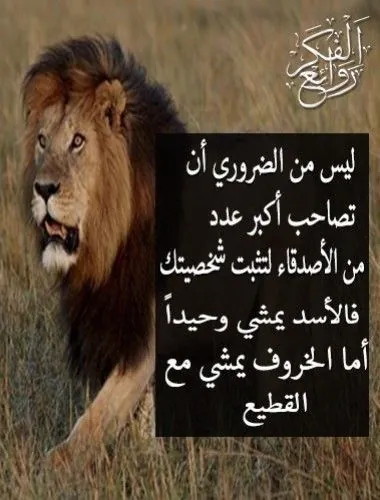 روائع الفكر
ليس من الضروري أن
تصاحب أكبر عدد
من الأصدقاء لتثبت شخصيتك
فالأسد يمشي وحيداً
أما الخروف يمشي مع
القطيع